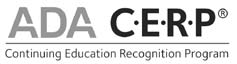 ADA C·E·R·P®
Continuing Education Recognition Program